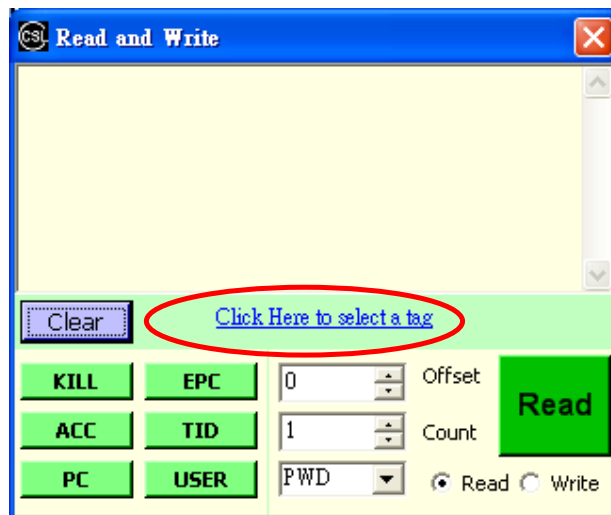 CSL Read and Write
Clear Click Here to select a tag
KILL EPC 0 Offset
ACC TID 1 Count
Read
PC USER PWD Read Write